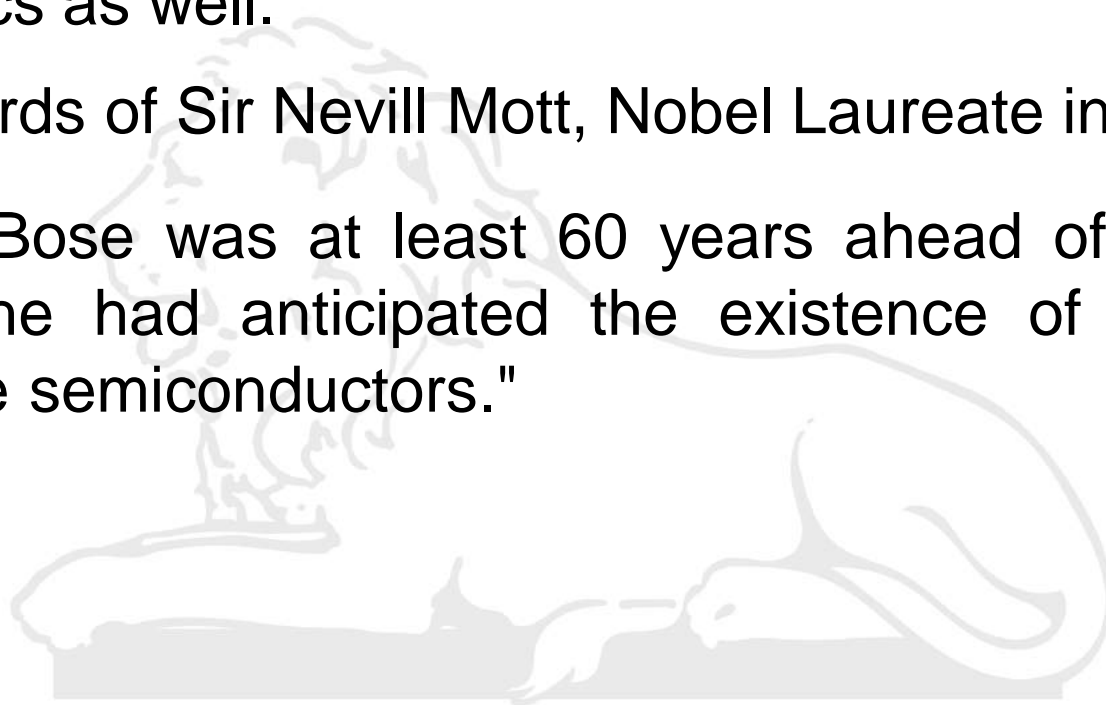 cs as well.
rds of Sir Nevill Mott, Nobel Laureate in
Bose was at least 60 years ahead of
he had anticipated the existence of
e semiconductors."